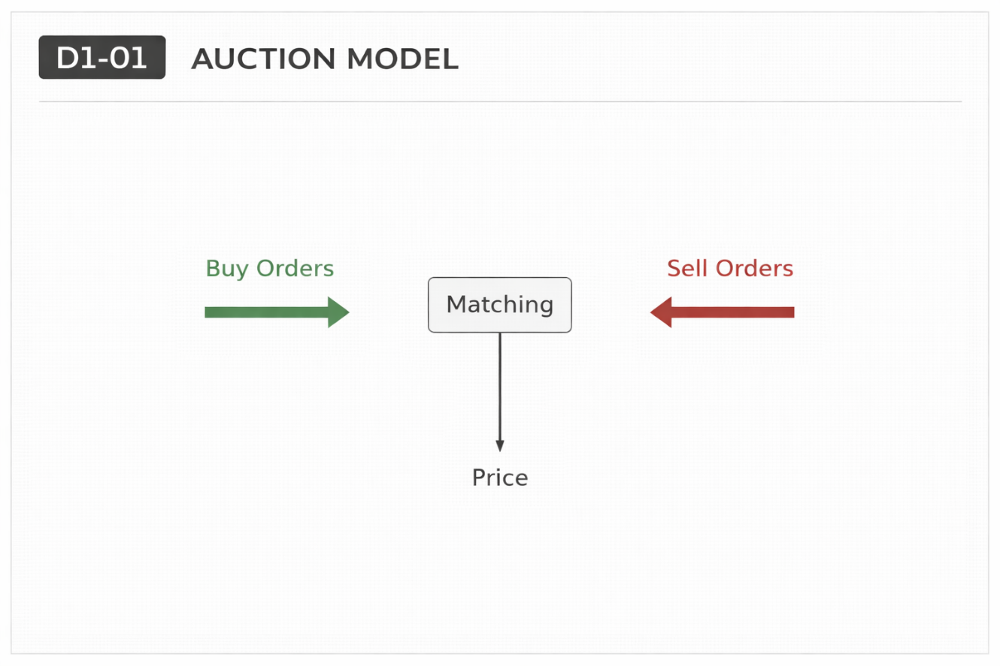 D1-01 AUCTION MODEL
Buy Orders
Sell Orders
Matching
Price